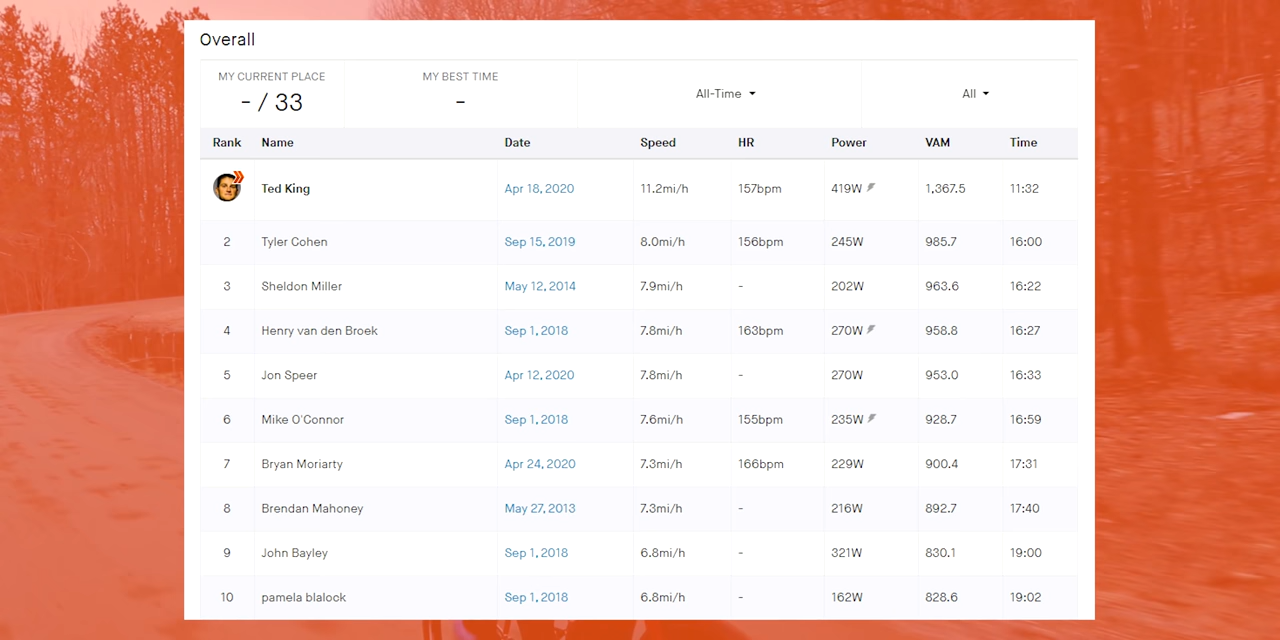 Overall
MY CURRENT PLACE MY BEST TIME All-Time All
- / 33 -
Rank Name Date Speed HR Power VAM Time
Ted King Apr 18, 2020 11.2mi/h 157bpm 419W 1,367.5 11:32
2 Tyler Cohen Sep 15, 2019 8.0mi/h 156bpm 245W 985.7 16:00
3 Sheldon Miller May 12, 2014 7.9mi/h - 202W 963.6 16:22
4 Henry van den Broek Sep 1, 2018 7.8mi/h 163bpm 270W 958.8 16:27
5 Jon Speer Apr 12, 2020 7.8mi/h - 270W 953.0 16:33
6 Mike O'Connor Sep 1, 2018 7.6mi/h 155bpm 235W 928.7 16:59
7 Bryan Moriarty Apr 24, 2020 7.3mi/h 166bpm 229W 900.4 17:31
8 Brendan Mahoney May 27, 2013 7.3mi/h - 216W 892.7 17:40
9 John Bayley Sep 1, 2018 6.8mi/h - 321W 830.1 19:00
10 pamela blalock Sep 1, 2018 6.8mi/h - 162W 828.6 19:02